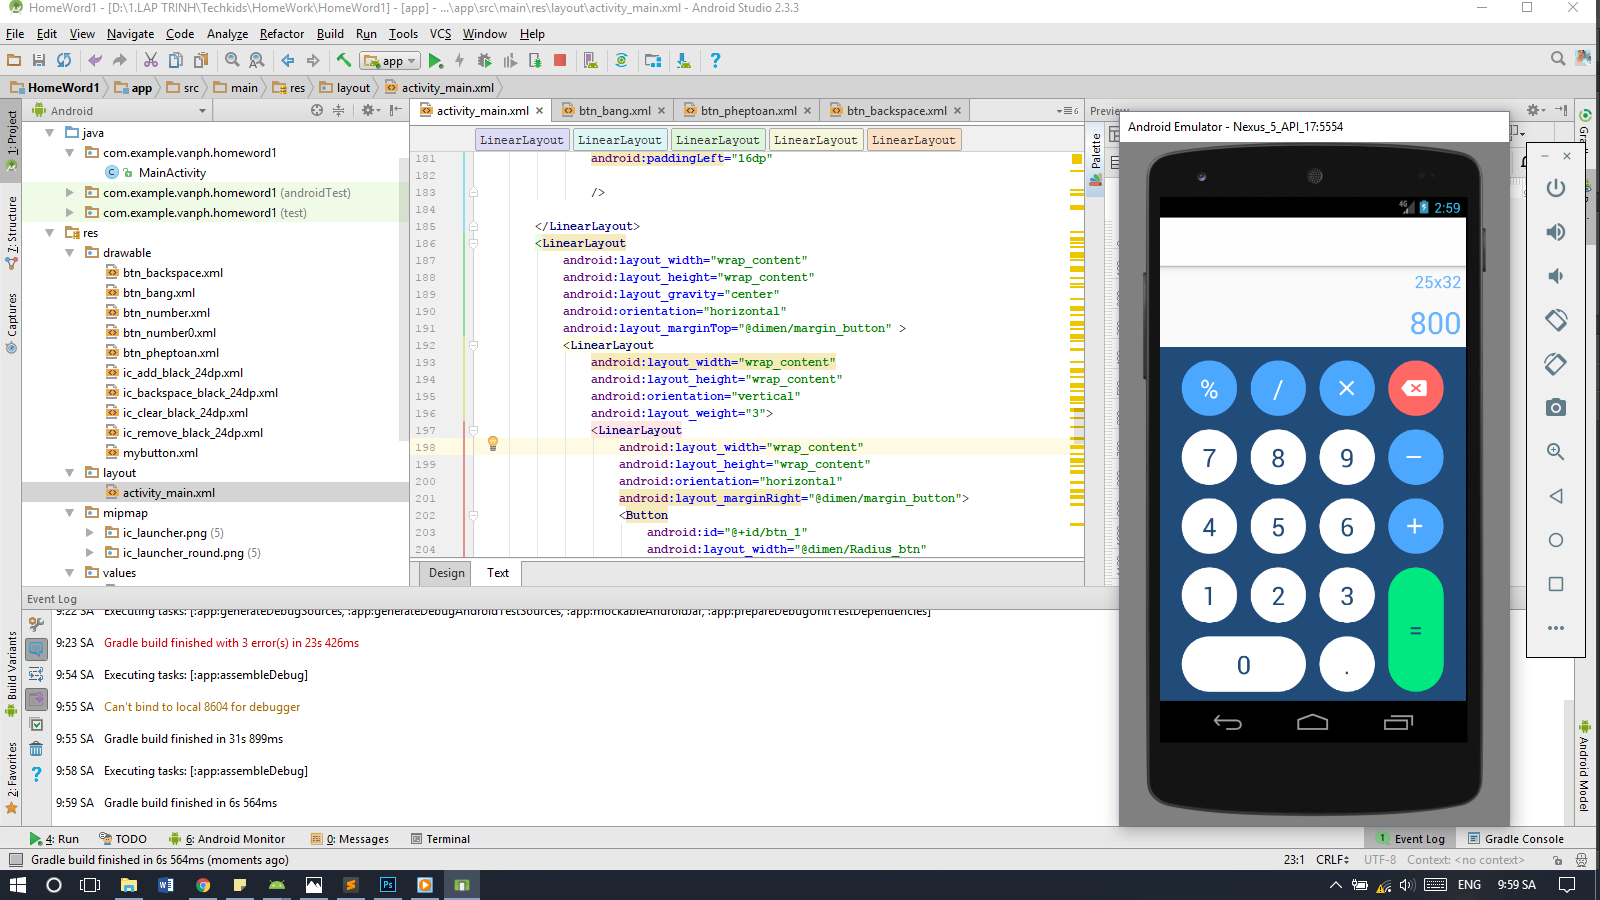 HomeWord1 - [D:\1.LAP TRINH\Techkids\HomeWork\HomeWord1] - [app] - ...\app\src\main\res\layout\activity_main.xml - Android Studio 2.3.3
File Edit View Navigate Code Analyze Refactor Build Run Tools VCS Window Help
app
HomeWord1 app src main res layout activity_main.xml
Android
activity_main.xml btn_bang.xml btn_pheptoan.xml btn_backspace.xml
6
Preview
1: Project
7: Structure
Captures
Build Variants
2: Favorites
java
com.example.vanph.homeword1
MainActivity
com.example.vanph.homeword1 (androidTest)
com.example.vanph.homeword1 (test)
res
drawable
btn_backspace.xml
btn_bang.xml
btn_number.xml
btn_number0.xml
btn_pheptoan.xml
ic_add_black_24dp.xml
ic_backspace_black_24dp.xml
ic_clear_black_24dp.xml
ic_remove_black_24dp.xml
mybutton.xml
layout
activity_main.xml
mipmap
ic_launcher.png (5)
ic_launcher_round.png (5)
values
LinearLayout LinearLayout LinearLayout LinearLayout LinearLayout
181 android:paddingLeft="16dp"
182
183 />
184
185 </LinearLayout>
186 <LinearLayout
187 android:layout_width="wrap_content"
188 android:layout_height="wrap_content"
189 android:layout_gravity="center"
190 android:orientation="horizontal"
191 android:layout_marginTop="@dimen/margin_button" >
192 <LinearLayout
193 android:layout_width="wrap_content"
194 android:layout_height="wrap_content"
195 android:orientation="vertical"
196 android:layout_weight="3">
197 <LinearLayout
198 android:layout_width="wrap_content"
199 android:layout_height="wrap_content"
200 android:orientation="horizontal"
201 android:layout_marginRight="@dimen/margin_button">
202 <Button
203 android:id="@+id/btn_1"
204 android:layout_width="@dimen/Radius_btn"
Design Text
Palette
Android Emulator - Nexus_5_API_17:5554
4G 2:59
25x32
800
% / ×
7 8 9 −
4 5 6 +
1 2 3 =
0 .
Android Model
Event Log
9:22 SA Executing tasks: [:app:generateDebugSources, :app:generateDebugAndroidTestSources, :app:mockableAndroidJar, :app:prepareDebugUnitTestDependencies]
9:23 SA Gradle build finished with 3 error(s) in 23s 426ms
9:54 SA Executing tasks: [:app:assembleDebug]
9:55 SA Can't bind to local 8604 for debugger
9:55 SA Gradle build finished in 31s 899ms
9:58 SA Executing tasks: [:app:assembleDebug]
9:59 SA Gradle build finished in 6s 564ms
4: Run TODO 6: Android Monitor 0: Messages Terminal 1 Event Log Gradle Console
Gradle build finished in 6s 564ms (moments ago) 23:1 CRLF UTF-8 Context: <no context>
ENG 9:59 SA